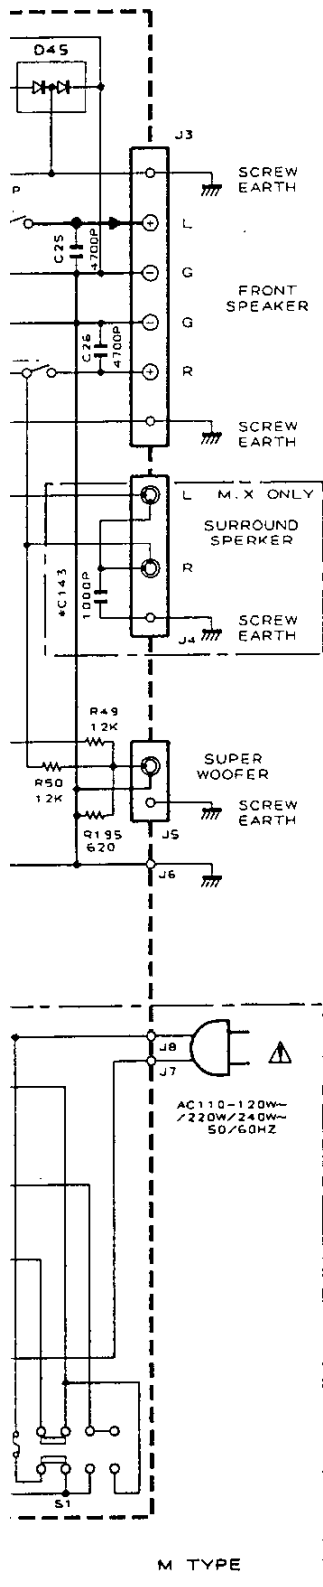 D45
J3
SCREW
EARTH
P
L
C25
4700P
G
FRONT
SPEAKER
G
C26
4700P
R
SCREW
EARTH
L M.X ONLY
SURROUND
SPERKER
*C143
1000P
R
SCREW
EARTH
J4
R49
12K
SUPER
WOOFER
R50
12K
SCREW
EARTH
R195
620
J5
J6
J8
J7
AC110-120W~
/220W/240W~
50/60HZ
S1
M TYPE